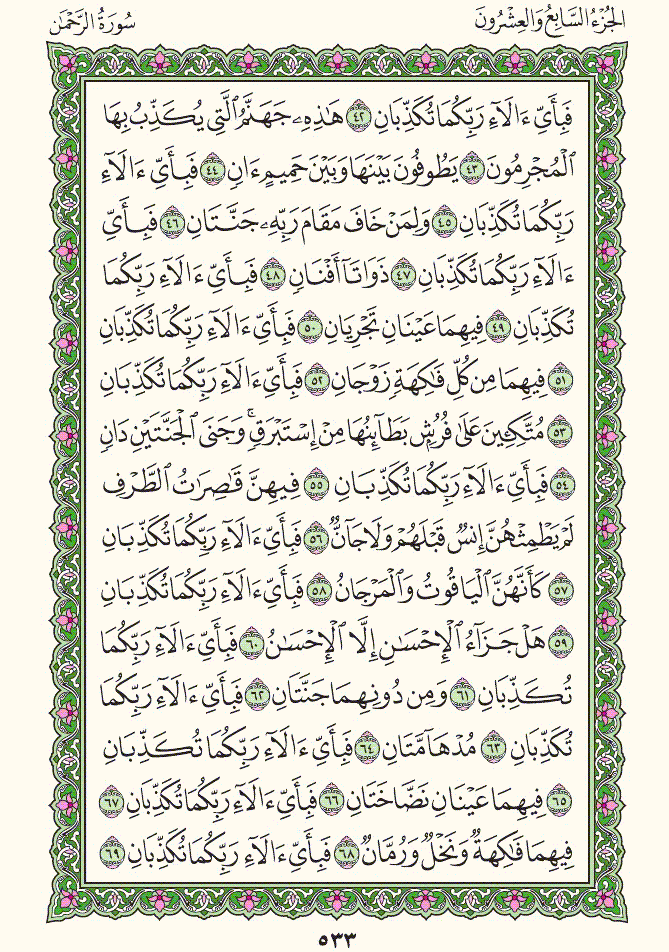 الجُزْءُ السَّابِعُ وَالعِشْرُونَ
سُورَةُ الرَّحْمَٰن
فَبِأَيِّ ءَالَآءِ رَبِّكُمَا تُكَذِّبَانِ ٤٢ هَٰذِهِۦ جَهَنَّمُ ٱلَّتِي يُكَذِّبُ بِهَا
ٱلْمُجْرِمُونَ ٤٣ يَطُوفُونَ بَيْنَهَا وَبَيْنَ حَمِيمٍ ءَانٍ ٤٤ فَبِأَيِّ ءَالَآءِ
رَبِّكُمَا تُكَذِّبَانِ ٤٥ وَلِمَنْ خَافَ مَقَامَ رَبِّهِۦ جَنَّتَانِ ٤٦ فَبِأَيِّ
ءَالَآءِ رَبِّكُمَا تُكَذِّبَانِ ٤٧ ذَوَاتَآ أَفْنَانٍ ٤٨ فَبِأَيِّ ءَالَآءِ رَبِّكُمَا
تُكَذِّبَانِ ٤٩ فِيهِمَا عَيْنَانِ تَجْرِيَانِ ٥٠ فَبِأَيِّ ءَالَآءِ رَبِّكُمَا تُكَذِّبَانِ
٥١ فِيهِمَا مِن كُلِّ فَٰكِهَةٍ زَوْجَانِ ٥٢ فَبِأَيِّ ءَالَآءِ رَبِّكُمَا تُكَذِّبَانِ
٥٣ مُتَّكِـِٔينَ عَلَىٰ فُرُشٍۭ بَطَآئِنُهَا مِنْ إِسْتَبْرَقٍۚ وَجَنَى ٱلْجَنَّتَيْنِ دَانٍ
٥٤ فَبِأَيِّ ءَالَآءِ رَبِّكُمَا تُكَذِّبَانِ ٥٥ فِيهِنَّ قَٰصِرَٰتُ ٱلطَّرْفِ
لَمْ يَطْمِثْهُنَّ إِنسٌ قَبْلَهُمْ وَلَا جَآنٌّ ٥٦ فَبِأَيِّ ءَالَآءِ رَبِّكُمَا تُكَذِّبَانِ
٥٧ كَأَنَّهُنَّ ٱلْيَاقُوتُ وَٱلْمَرْجَانُ ٥٨ فَبِأَيِّ ءَالَآءِ رَبِّكُمَا تُكَذِّبَانِ
٥٩ هَلْ جَزَآءُ ٱلْإِحْسَٰنِ إِلَّا ٱلْإِحْسَٰنُ ٦٠ فَبِأَيِّ ءَالَآءِ رَبِّكُمَا
تُكَذِّبَانِ ٦١ وَمِن دُونِهِمَا جَنَّتَانِ ٦٢ فَبِأَيِّ ءَالَآءِ رَبِّكُمَا
تُكَذِّبَانِ ٦٣ مُدْهَآمَّتَانِ ٦٤ فَبِأَيِّ ءَالَآءِ رَبِّكُمَا تُكَذِّبَانِ
٦٥ فِيهِمَا عَيْنَانِ نَضَّاخَتَانِ ٦٦ فَبِأَيِّ ءَالَآءِ رَبِّكُمَا تُكَذِّبَانِ ٦٧
فِيهِمَا فَٰكِهَةٌ وَنَخْلٌ وَرُمَّانٌ ٦٨ فَبِأَيِّ ءَالَآءِ رَبِّكُمَا تُكَذِّبَانِ ٦٩
٥٣٣